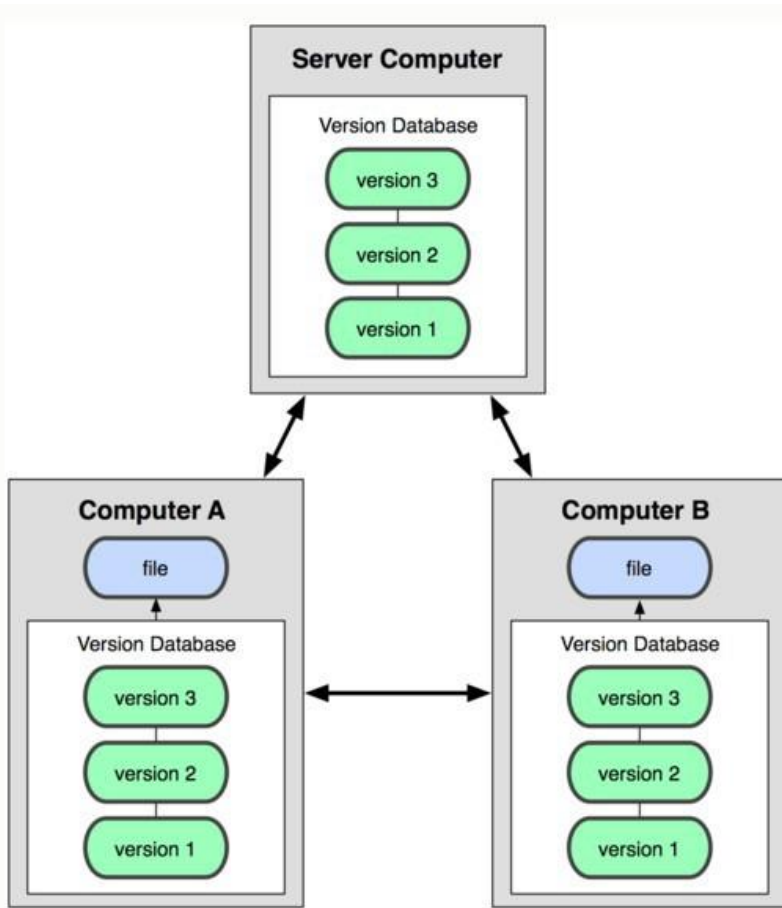 Server Computer
Version Database
version 3
version 2
version 1
Computer A
file
Version Database
version 3
version 2
version 1
Computer B
file
Version Database
version 3
version 2
version 1